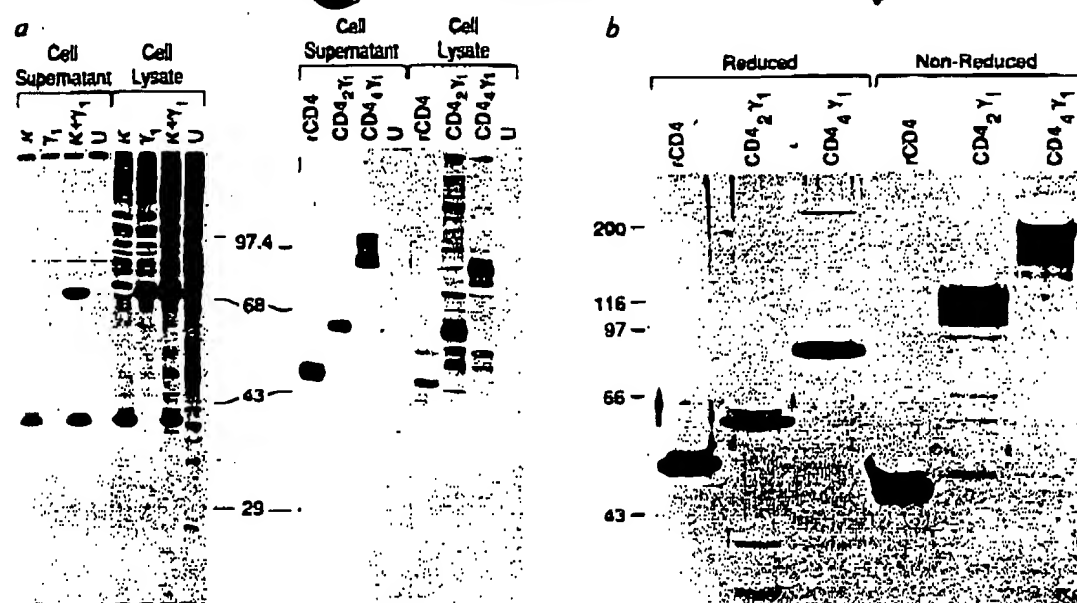 a
Cell Supernatant
Cell Lysate
κ
γ1
κ+γ1
U
κ
γ1
κ+γ1
U
Cell Supernatant
Cell Lysate
rCD4
CD42γ1
CD44γ1
U
rCD4
CD42γ1
CD44γ1
U
97.4
68
43
29
b
Reduced
Non-Reduced
rCD4
CD42γ1
CD44γ1
rCD4
CD42γ1
CD44γ1
200
116
97
66
43